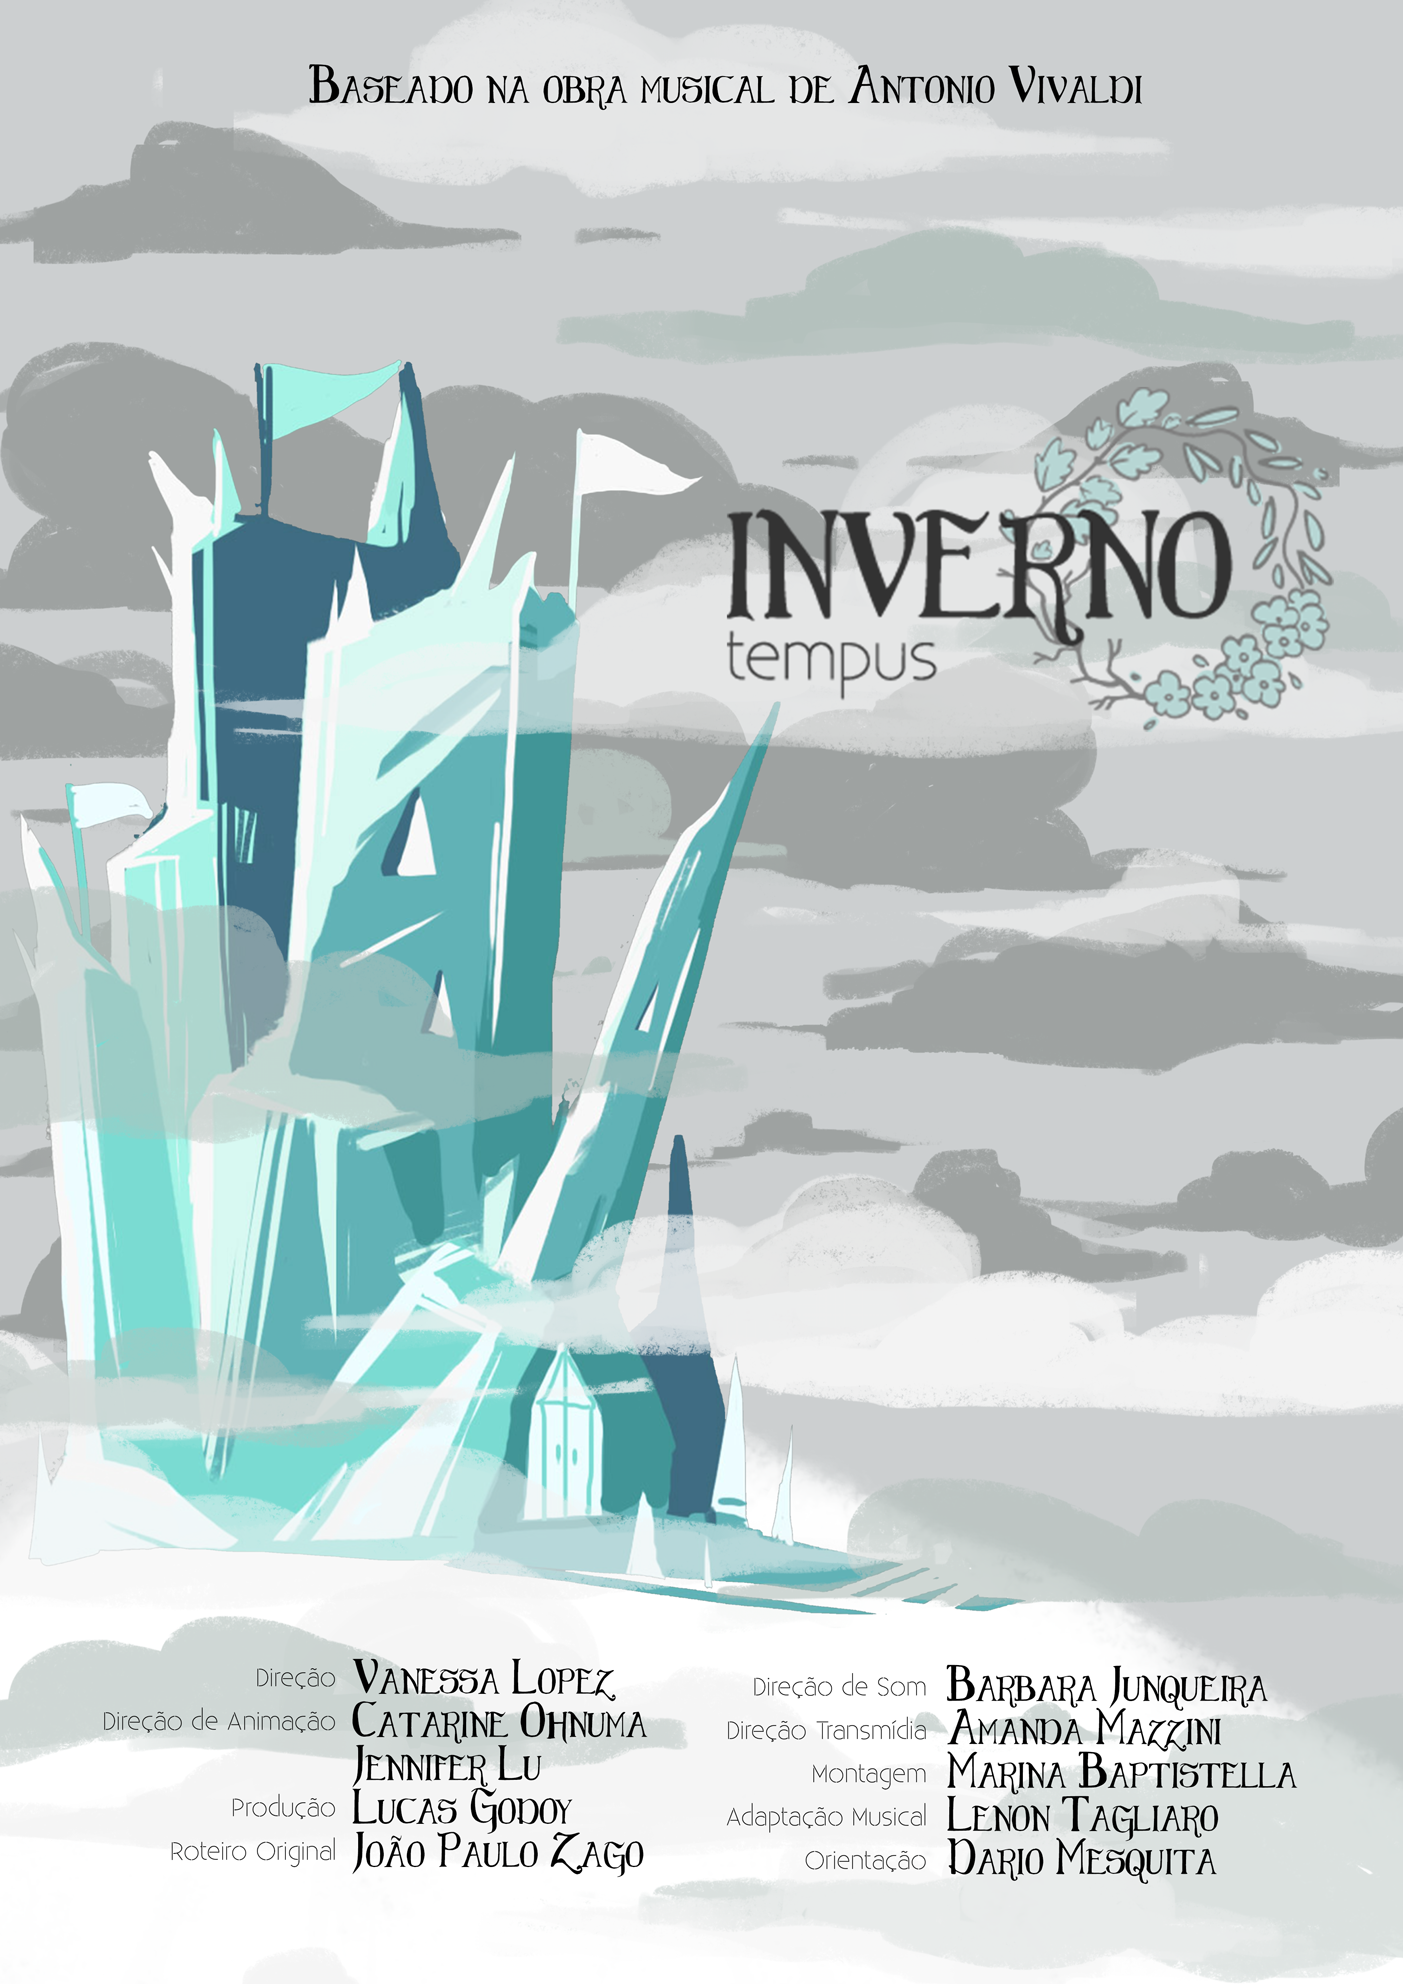 Baseado na obra musical de Antonio Vivaldi
INVERNO
tempus
Direção Vanessa Lopez
Direção de Animação Catarine Ohnuma
Jennifer Lu
Produção Lucas Godoy
Roteiro Original João Paulo Zago
Direção de Som Barbara Junqueira
Direção Transmídia Amanda Mazzini
Montagem Marina Baptistella
Adaptação Musical Lenon Tagliaro
Orientação Dario Mesquita